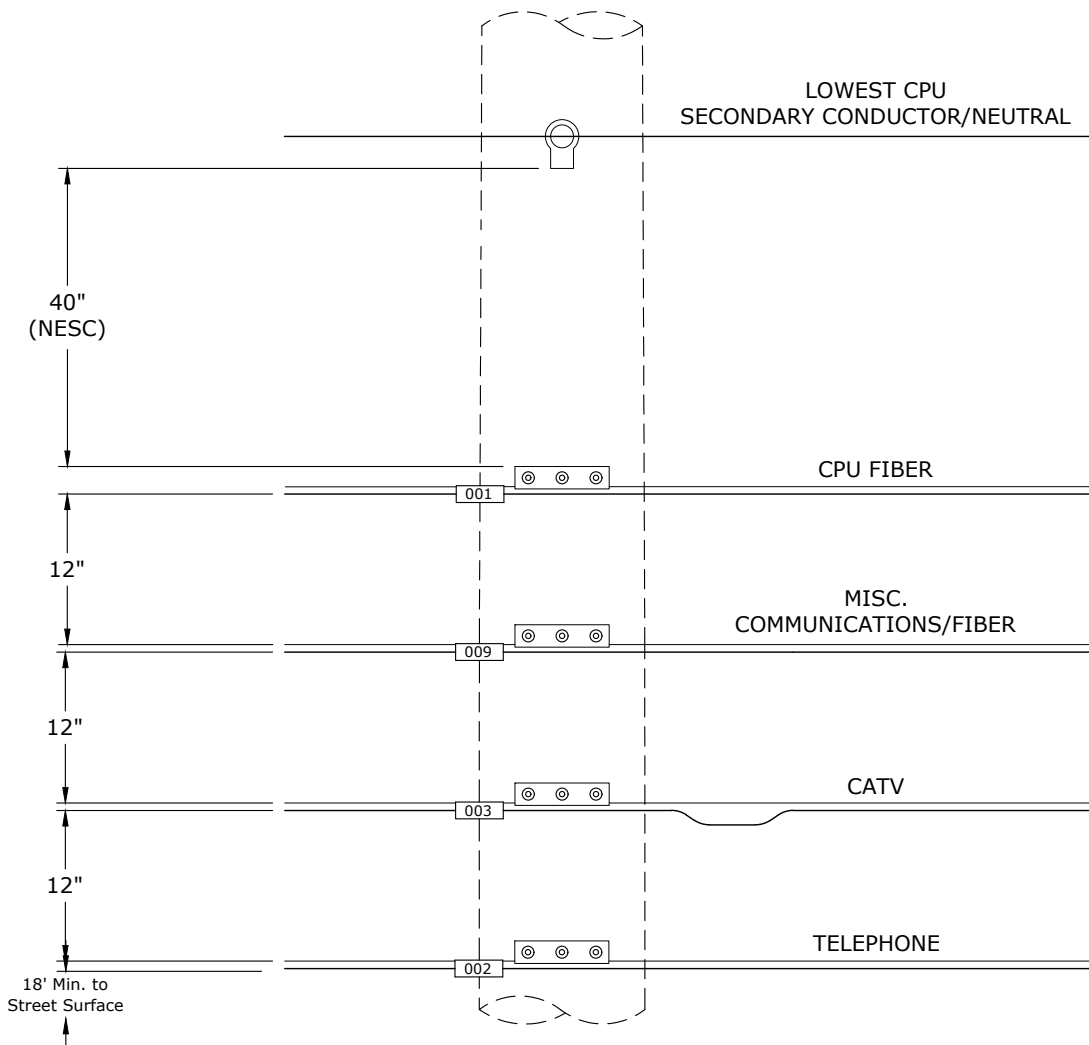 LOWEST CPU
SECONDARY CONDUCTOR/NEUTRAL
40"
(NESC)
CPU FIBER
001
12"
MISC.
COMMUNICATIONS/FIBER
009
12"
CATV
003
12"
TELEPHONE
002
18' Min. to
Street Surface